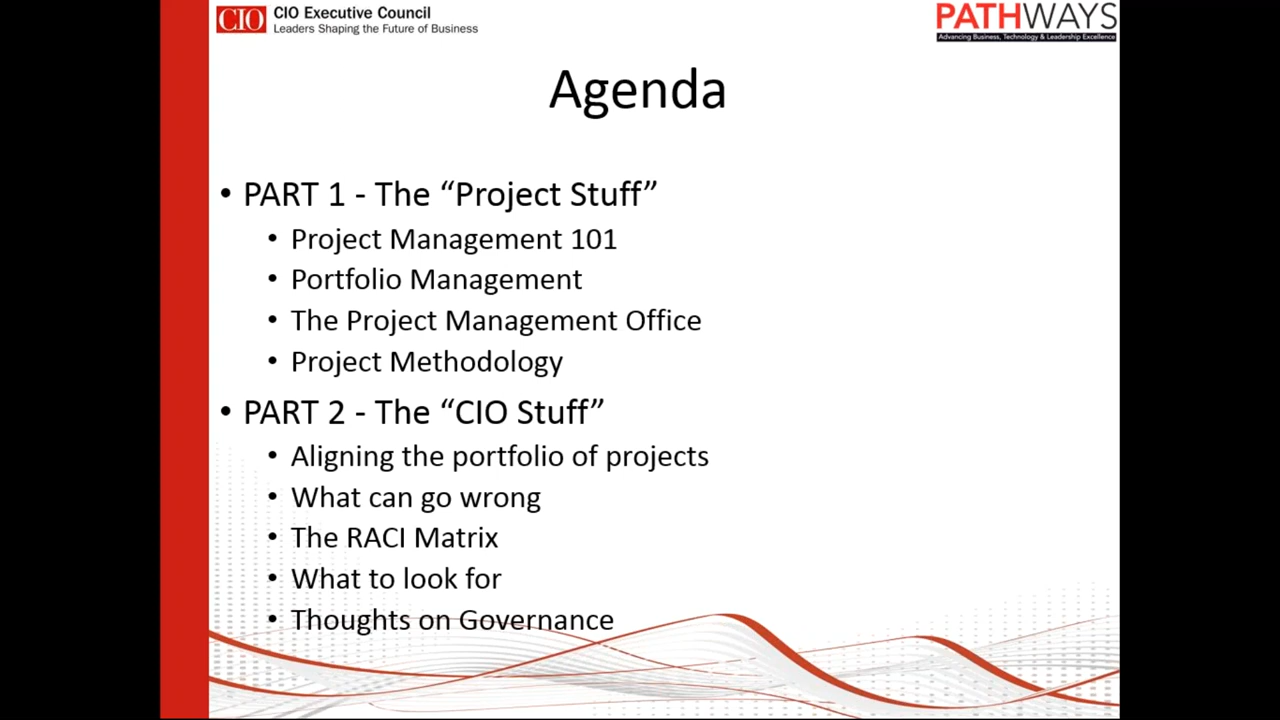 CIO
CIO Executive Council
Leaders Shaping the Future of Business
PATHWAYS
Advancing Business, Technology & Leadership Excellence
Agenda
• PART 1 - The “Project Stuff”
• Project Management 101
• Portfolio Management
• The Project Management Office
• Project Methodology
• PART 2 - The “CIO Stuff”
• Aligning the portfolio of projects
• What can go wrong
• The RACI Matrix
• What to look for
• Thoughts on Governance